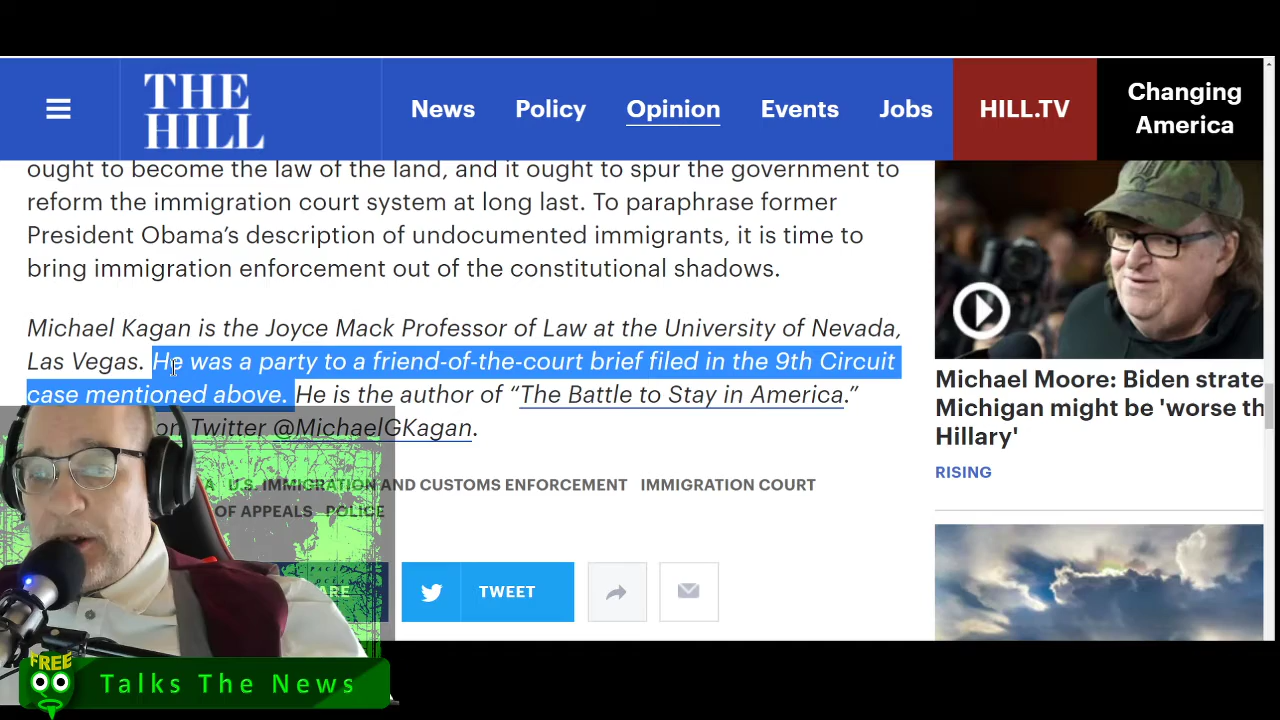 THE
HILL
News Policy Opinion Events Jobs
HILL.TV
Changing
America
ought to become the law of the land, and it ought to spur the government to
reform the immigration court system at long last. To paraphrase former
President Obama's description of undocumented immigrants, it is time to
bring immigration enforcement out of the constitutional shadows.
Michael Kagan is the Joyce Mack Professor of Law at the University of Nevada,
Las Vegas. He was a party to a friend-of-the-court brief filed in the 9th Circuit
case mentioned above. He is the author of “The Battle to Stay in America.”
on Twitter @MichaelGKagan.
U.S. IMMIGRATION AND CUSTOMS ENFORCEMENT IMMIGRATION COURT
OF APPEALS POLICE
TWEET
Michael Moore: Biden strate
Michigan might be 'worse th
Hillary'
RISING
FREE
Talks The News